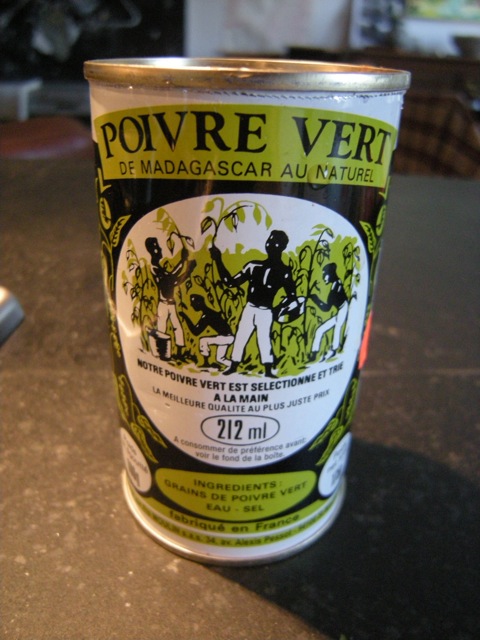 POIVRE VERT
DE MADAGASCAR AU NATUREL
NOTRE POIVRE VERT EST SELECTIONNE ET TRIE
A LA MAIN
LA MEILLEURE QUALITE AU PLUS JUSTE PRIX
212 ml
A consommer de préférence avant
voir le fond de la boîte.
INGREDIENTS:
GRAINS DE POIVRE VERT
EAU - SEL
fabriqué en France